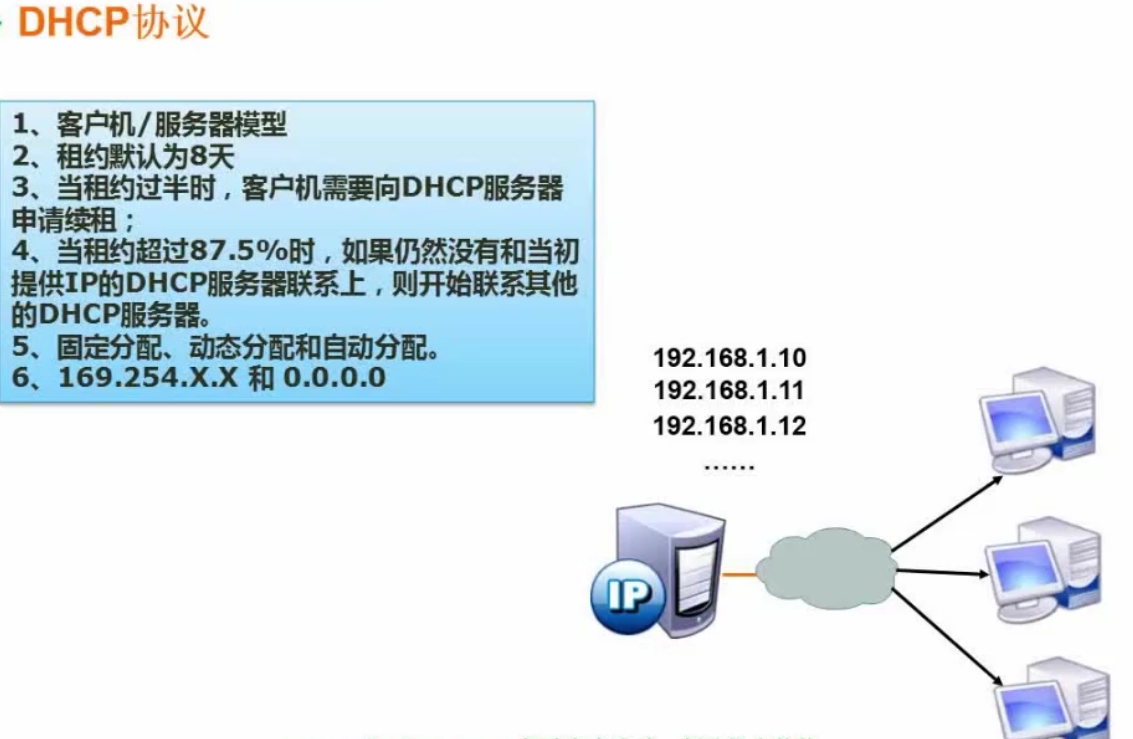 DHCP协议
1、客户机/服务器模型
2、租约默认为8天
3、当租约过半时，客户机需要向DHCP服务器
申请续租；
4、当租约超过87.5%时，如果仍然没有和当初
提供IP的DHCP服务器联系上，则开始联系其他
的DHCP服务器。
5、固定分配、动态分配和自动分配。
6、169.254.X.X 和 0.0.0.0
192.168.1.10
192.168.1.11
192.168.1.12
……
IP